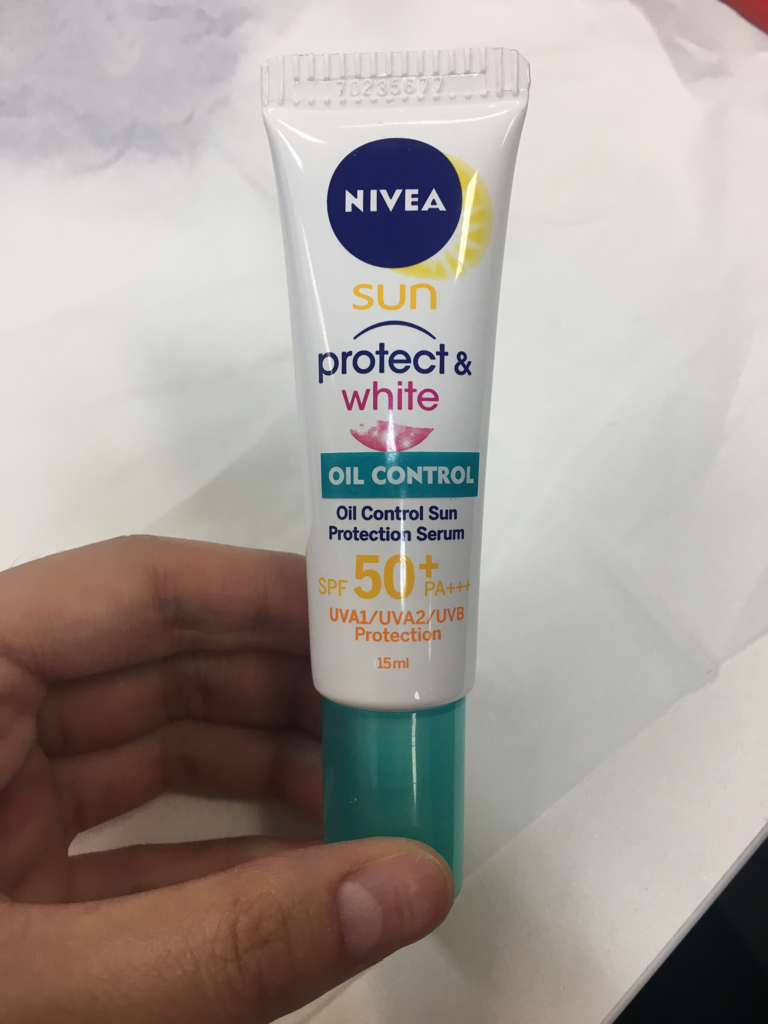 70235677
NIVEA
sun
protect &
white
OIL CONTROL
Oil Control Sun
Protection Serum
SPF 50+ PA+++
UVA1/UVA2/UVB
Protection
15ml